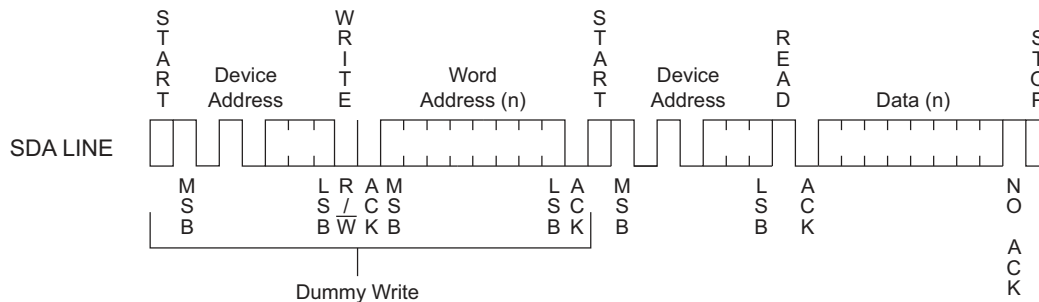 START
WRITE
START
READ
STOP
Device
Address
Word
Address (n)
Device
Address
Data (n)
SDA LINE
MSB
LSB
R/W
ACK
MSB
LSB
ACK
MSB
LSB
ACK
NO ACK
Dummy Write